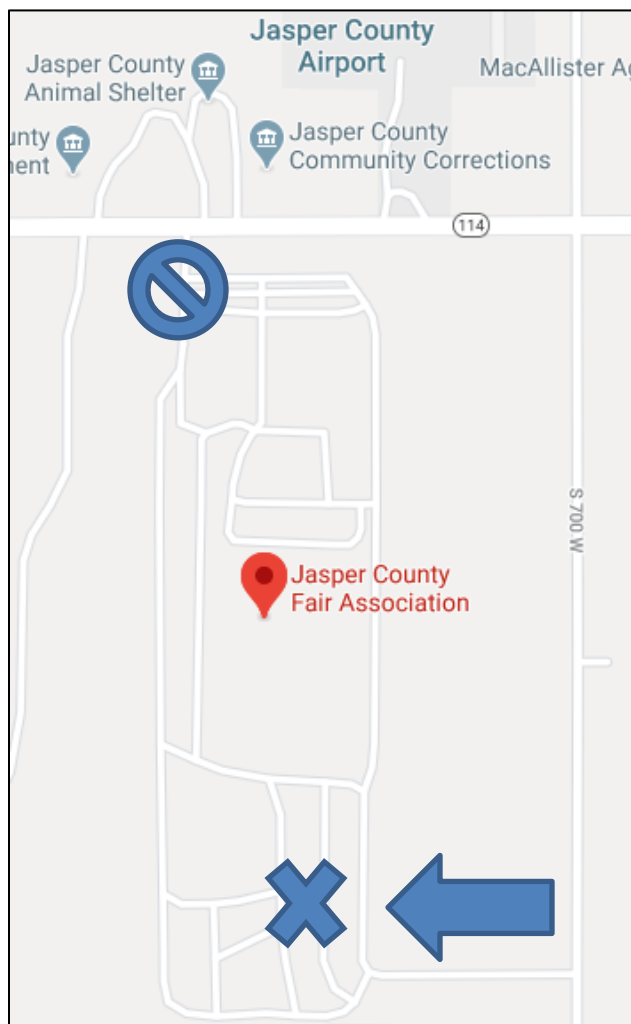 Jasper County
Airport
Jasper County
Animal Shelter
MacAllister Ag
unty
ent
Jasper County
Community Corrections
114
S 700 W
Jasper County
Fair Association